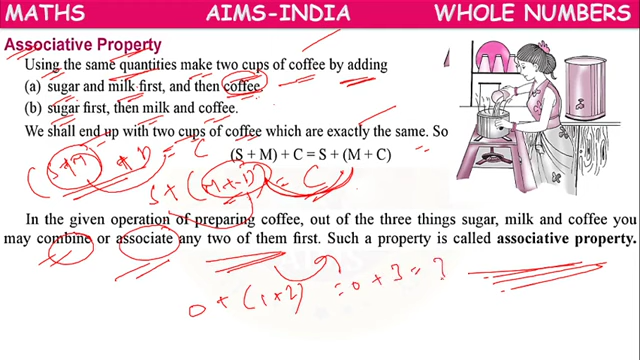 MATHS AIMS-INDIA WHOLE NUMBERS
Associative Property
Using the same quantities make two cups of coffee by adding
(a) sugar and milk first, and then coffee.
(b) sugar first, then milk and coffee.
We shall end up with two cups of coffee which are exactly the same. So
(S + M) + C = S + (M + C)
(S+M) + D = C
S + (M+D) = C
In the given operation of preparing coffee, out of the three things sugar, milk and coffee you
may combine or associate any two of them first. Such a property is called associative property.
0 + (1+2) = 0 + 3 = 3